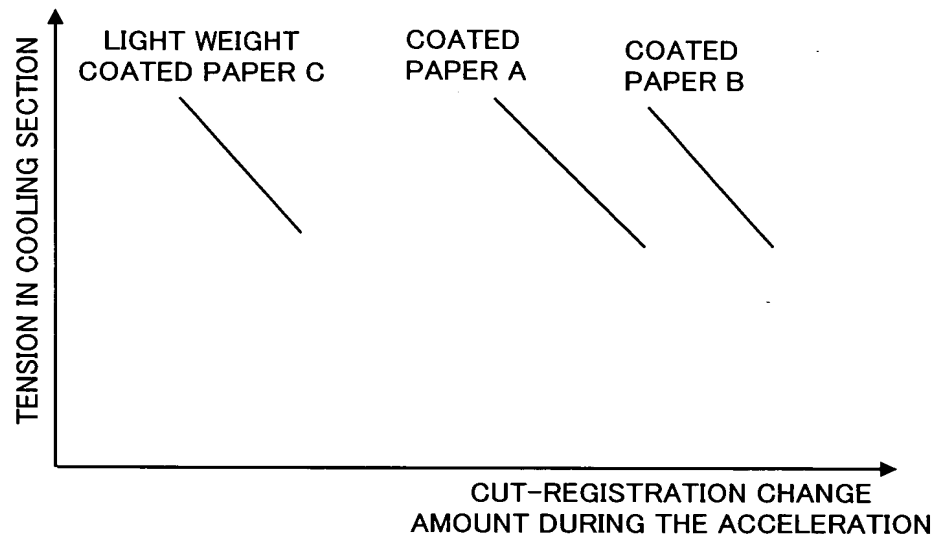 LIGHT WEIGHT
COATED PAPER C
COATED
PAPER A
COATED
PAPER B
TENSION IN COOLING SECTION
CUT-REGISTRATION CHANGE
AMOUNT DURING THE ACCELERATION